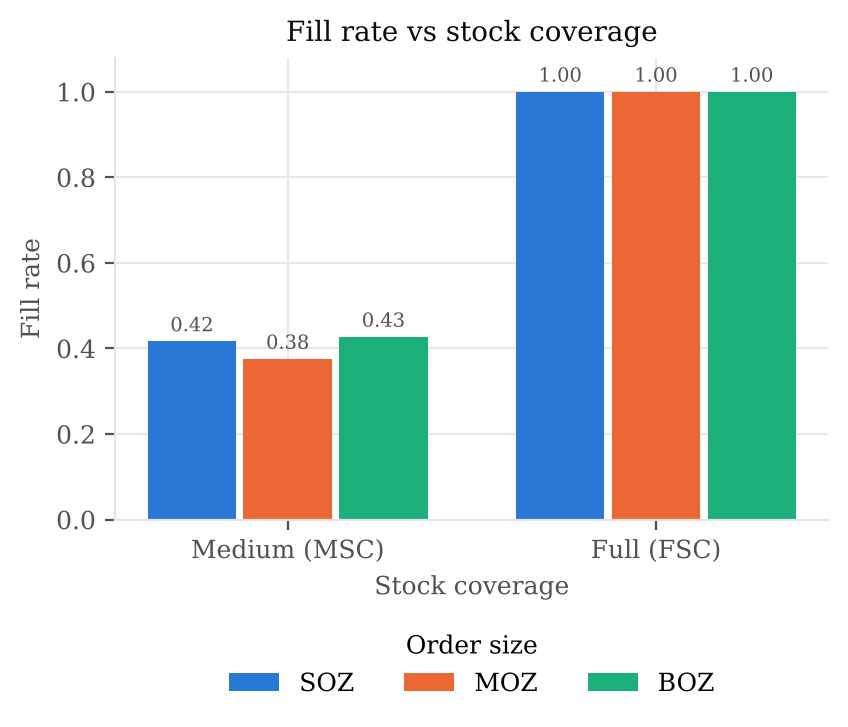 Fill rate vs stock coverage
1.00 1.00 1.00
1.0
0.8
0.6
0.4
0.2
0.0
Fill rate
0.42 0.38 0.43
Medium (MSC) Full (FSC)
Stock coverage
Order size
SOZ MOZ BOZ